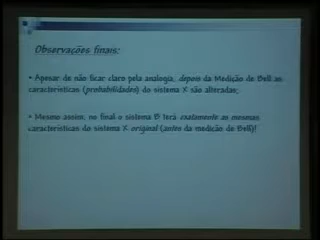 Observações finais:
• Apesar de não ficar claro pela analogia, depois da Medição de Bell as
características (probabilidades) do sistema X são alteradas;
• Mesmo assim, no final o sistema B terá exatamente as mesmas
características do sistema X original (antes da medição de Bell)!